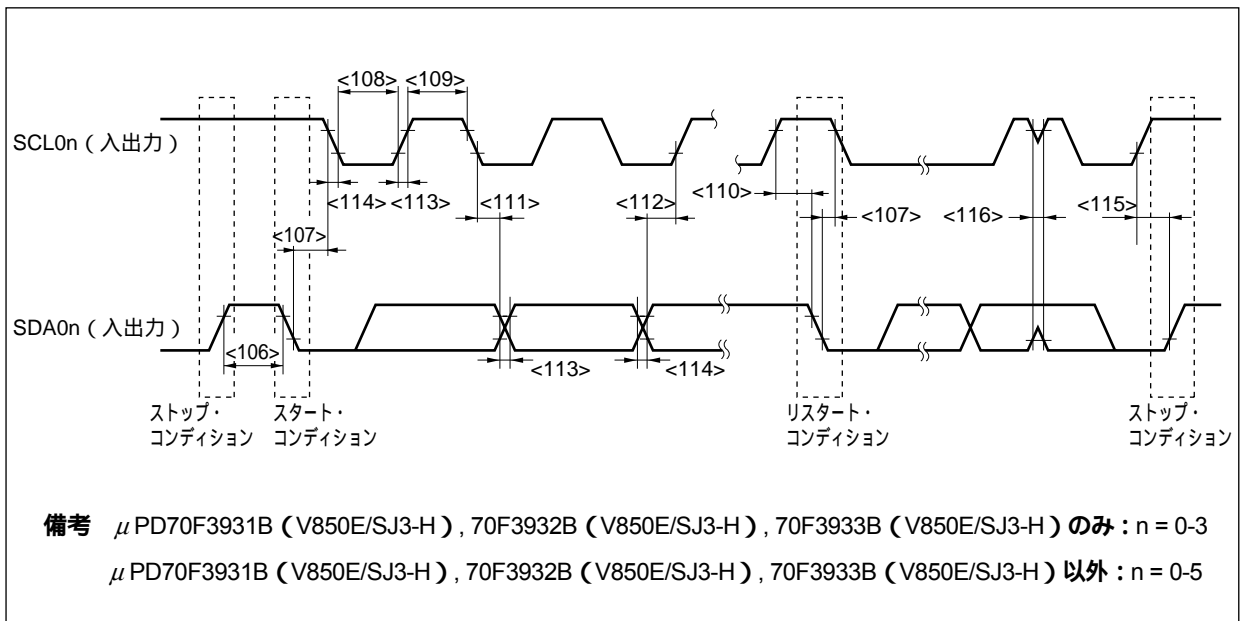 <108> <109>
SCL0n（入出力）
<114> <113> <111> <112> <110> <107> <116> <115>
<107>
SDA0n（入出力）
<106> <113> <114>
ストップ・
コンディション
スタート・
コンディション
リスタート・
コンディション
ストップ・
コンディション
備考 μPD70F3931B（V850E/SJ3-H）, 70F3932B（V850E/SJ3-H）, 70F3933B（V850E/SJ3-H）のみ：n = 0-3
μPD70F3931B（V850E/SJ3-H）, 70F3932B（V850E/SJ3-H）, 70F3933B（V850E/SJ3-H）以外：n = 0-5